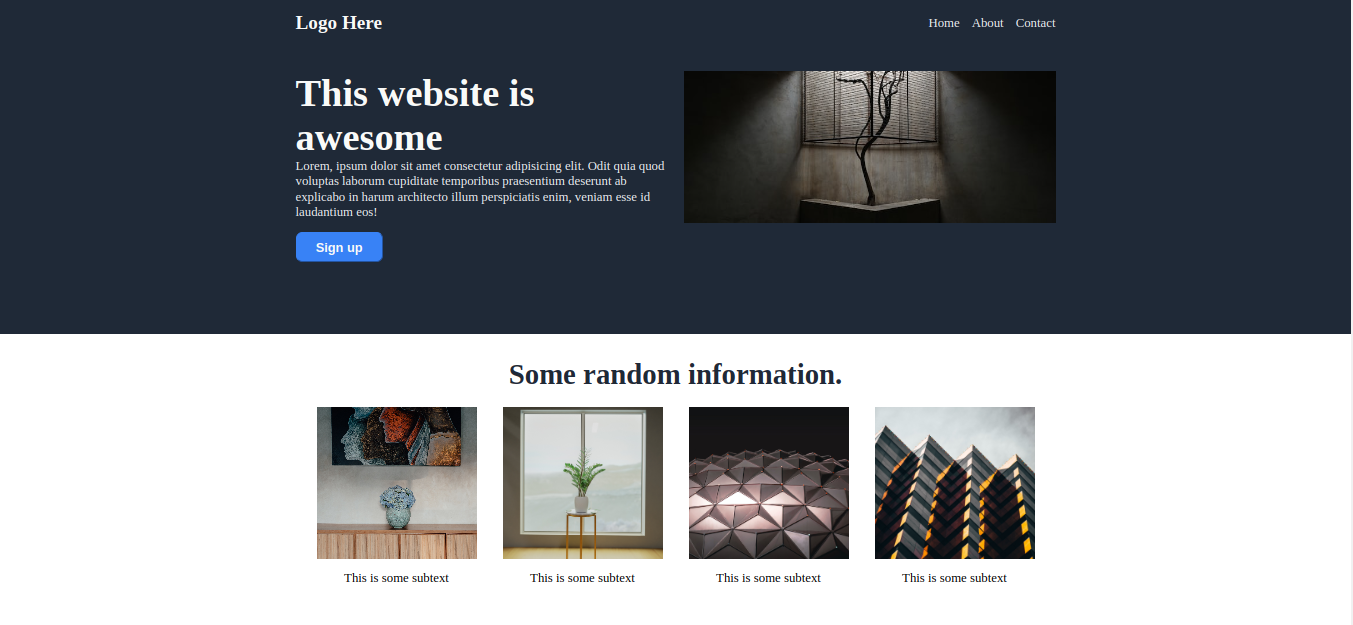 Logo Here
Home About Contact
This website is
awesome
Lorem, ipsum dolor sit amet consectetur adipisicing elit. Odit quia quod
voluptas laborum cupiditate temporibus praesentium deserunt ab
explicabo in harum architecto illum perspiciatis enim, veniam esse id
laudantium eos!
Sign up
Some random information.
This is some subtext
This is some subtext
This is some subtext
This is some subtext